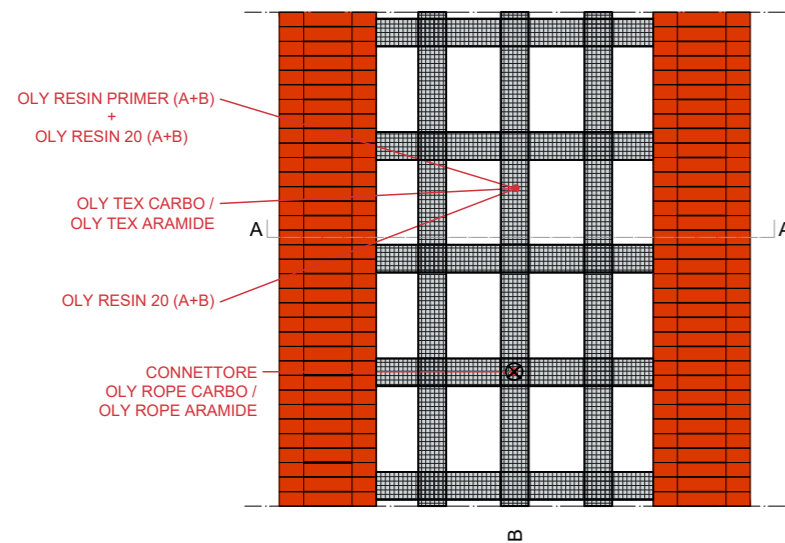 OLY RESIN PRIMER (A+B)
+
OLY RESIN 20 (A+B)
OLY TEX CARBO /
OLY TEX ARAMIDE
A
A
OLY RESIN 20 (A+B)
CONNETTORE
OLY ROPE CARBO /
OLY ROPE ARAMIDE
B